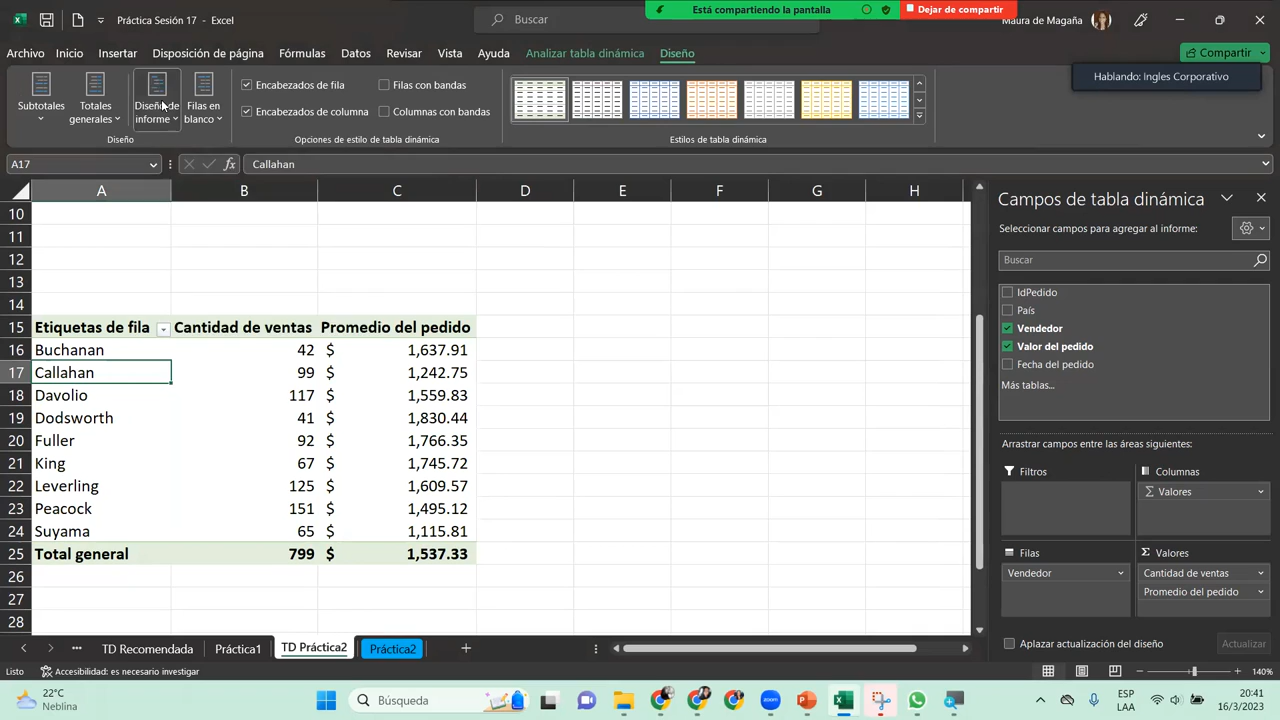 Práctica Sesión 17 - Excel
Buscar
Está compartiendo la pantalla
Dejar de compartir
Maura de Magaña
Archivo Inicio Insertar Disposición de página Fórmulas Datos Revisar Vista Ayuda Analizar tabla dinámica Diseño
Compartir
Hablando: Ingles Corporativo
Subtotales
Totales generales
Diseño de informe
Filas en blanco
Encabezados de fila
Filas con bandas
Encabezados de columna
Columnas con bandas
Diseño
Opciones de estilo de tabla dinámica
Estilos de tabla dinámica
A17
fx
Callahan
A B C D E F G H
10
11
12
13
14
15 Etiquetas de fila Cantidad de ventas Promedio del pedido
16 Buchanan 42 $ 1,637.91
17 Callahan 99 $ 1,242.75
18 Davolio 117 $ 1,559.83
19 Dodsworth 41 $ 1,830.44
20 Fuller 92 $ 1,766.35
21 King 67 $ 1,745.72
22 Leverling 125 $ 1,609.57
23 Peacock 151 $ 1,495.12
24 Suyama 65 $ 1,115.81
25 Total general 799 $ 1,537.33
26
27
28
Campos de tabla dinámica
Seleccionar campos para agregar al informe:
Buscar
IdPedido
País
Vendedor
Valor del pedido
Fecha del pedido
Más tablas...
Arrastrar campos entre las áreas siguientes:
Filtros
Columnas
Σ Valores
Filas
Σ Valores
Vendedor
Cantidad de ventas
Promedio del pedido
Aplazar actualización del diseño
Actualizar
TD Recomendada Práctica1 TD Práctica2 Práctica2
Listo
Accesibilidad: es necesario investigar
140%
22°C
Neblina
Búsqueda
zoom
ESP
LAA
20:41
16/3/2023